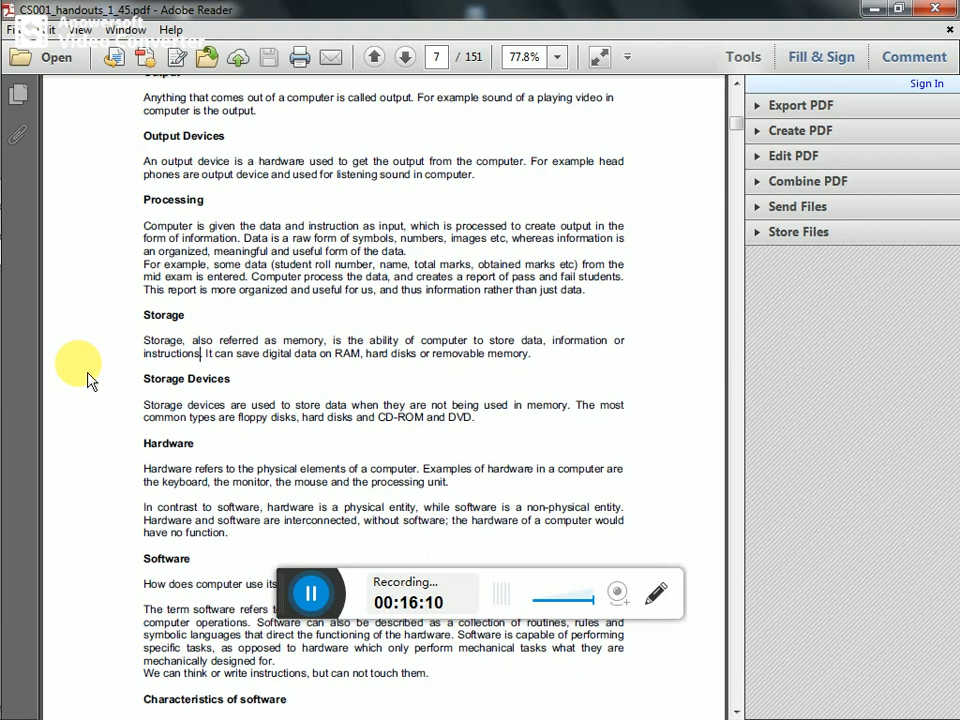 CS001_handouts_1_45.pdf - Adobe Reader
Apowersoft
Video Converter
View Window Help
Open 7 / 151 77.8% Tools Fill & Sign Comment
Sign In
Export PDF
Create PDF
Edit PDF
Combine PDF
Send Files
Store Files
Output
Anything that comes out of a computer is called output. For example sound of a playing video in
computer is the output.
Output Devices
An output device is a hardware used to get the output from the computer. For example head
phones are output device and used for listening sound in computer.
Processing
Computer is given the data and instruction as input, which is processed to create output in the
form of information. Data is a raw form of symbols, numbers, images etc, whereas information is
an organized, meaningful and useful form of the data.
For example, some data (student roll number, name, total marks, obtained marks etc) from the
mid exam is entered. Computer process the data, and creates a report of pass and fail students.
This report is more organized and useful for us, and thus information rather than just data.
Storage
Storage, also referred as memory, is the ability of computer to store data, information or
instructions. It can save digital data on RAM, hard disks or removable memory.
Storage Devices
Storage devices are used to store data when they are not being used in memory. The most
common types are floppy disks, hard disks and CD-ROM and DVD.
Hardware
Hardware refers to the physical elements of a computer. Examples of hardware in a computer are
the keyboard, the monitor, the mouse and the processing unit.
In contrast to software, hardware is a physical entity, while software is a non-physical entity.
Hardware and software are interconnected, without software; the hardware of a computer would
have no function.
Software
How does computer use its
The term software refers
computer operations. Software can also be described as a collection of routines, rules and
symbolic languages that direct the functioning of the hardware. Software is capable of performing
specific tasks, as opposed to hardware which only perform mechanical tasks what they are
mechanically designed for.
We can think or write instructions, but can not touch them.
Characteristics of software
Recording...
00:16:10